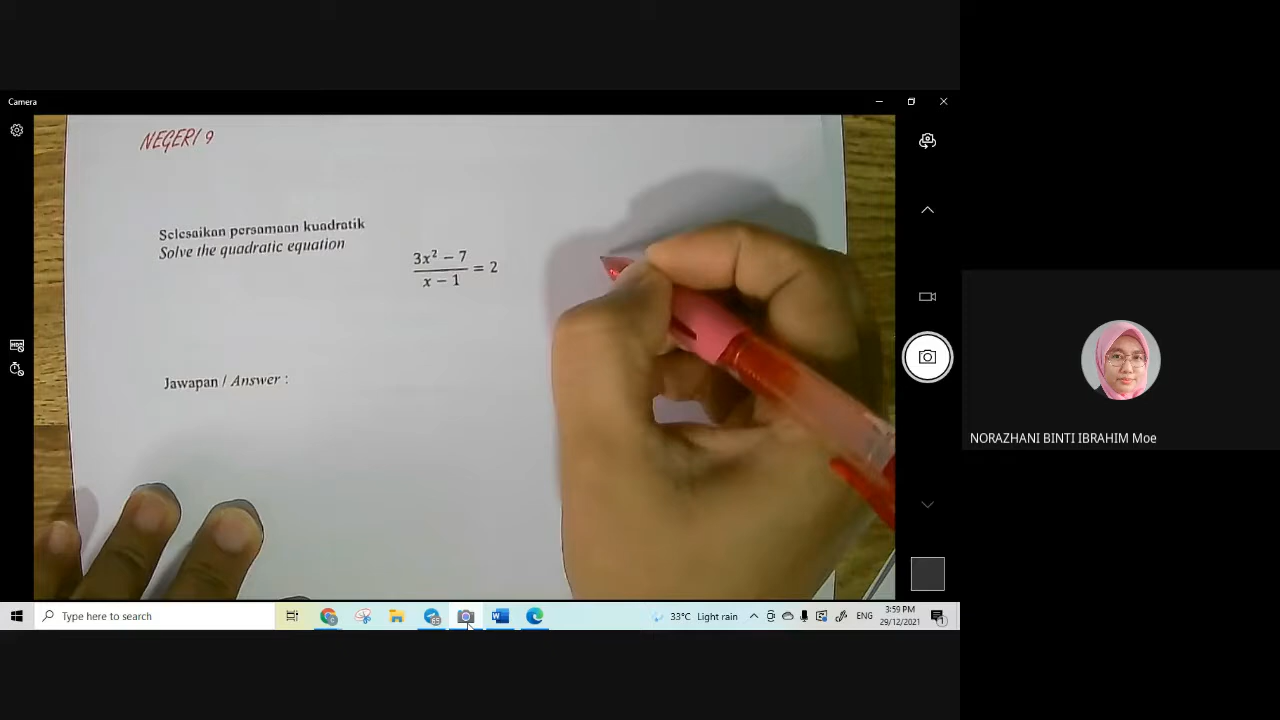 Camera
NEGERI 9
Selesaikan persamaan kuadratik
Solve the quadratic equation
3x² − 7
x − 1
= 2
Jawapan / Answer :
NORAZHANI BINTI IBRAHIM Moe
Type here to search
33°C Light rain
ENG
3:59 PM
29/12/2021